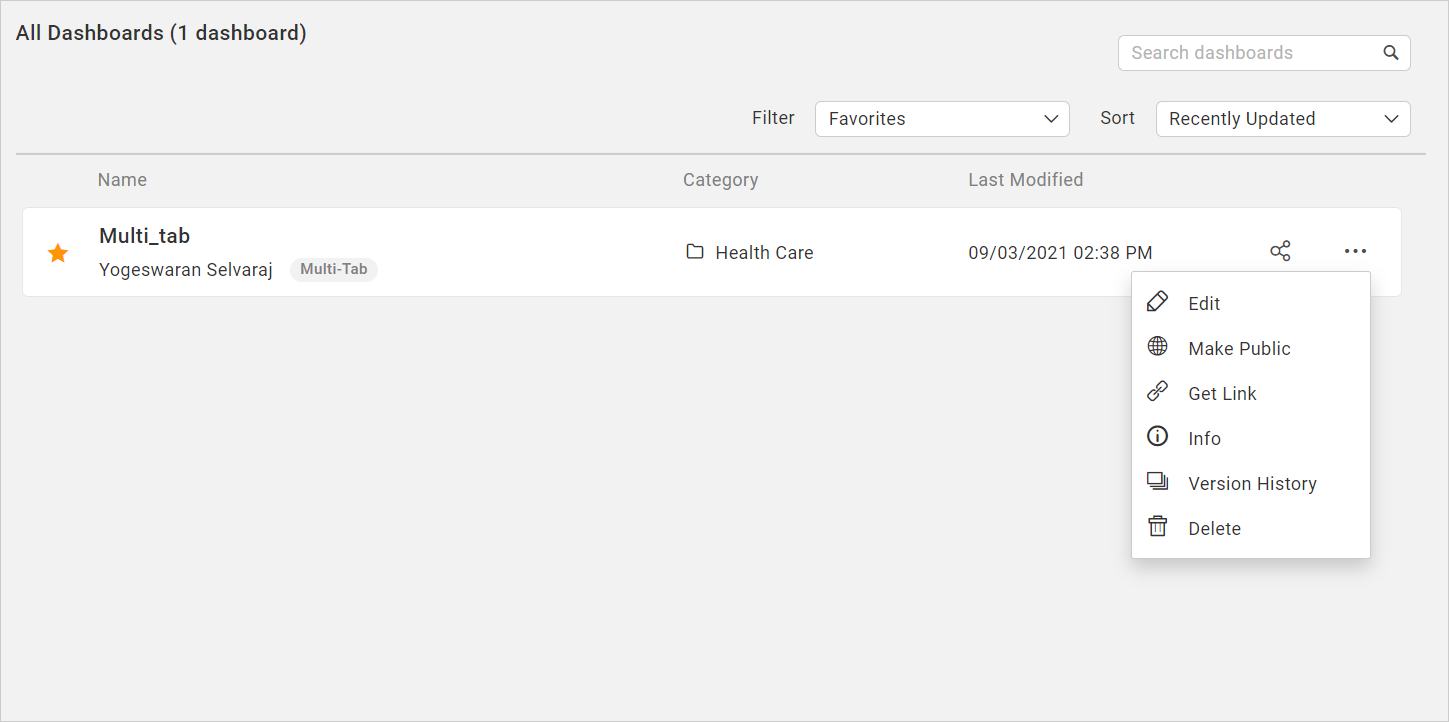 All Dashboards (1 dashboard)
Search dashboards
Filter Favorites Sort Recently Updated
Name Category Last Modified
Multi_tab
Yogeswaran Selvaraj Multi-Tab Health Care 09/03/2021 02:38 PM
Edit
Make Public
Get Link
Info
Version History
Delete